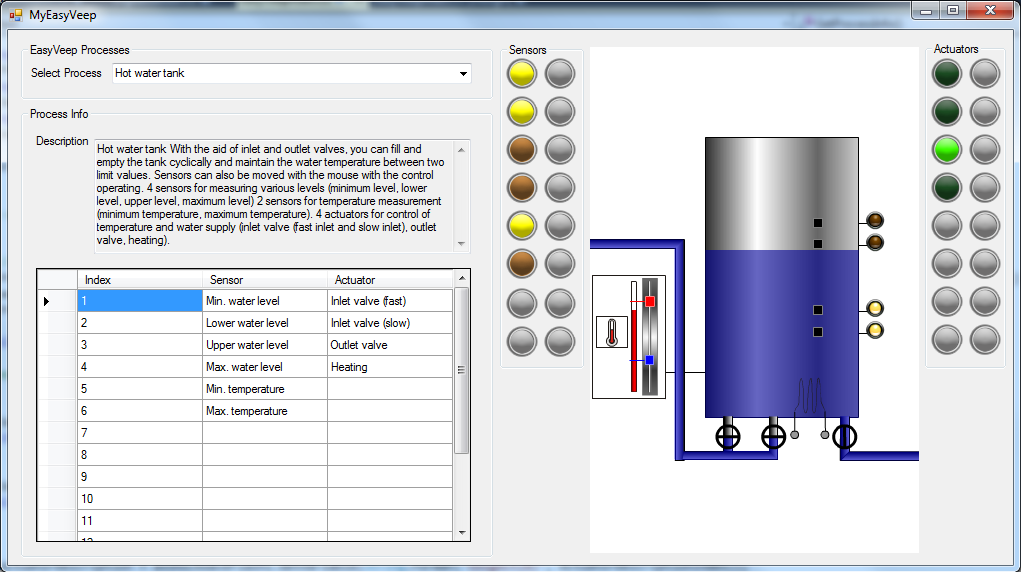 MyEasyVeep
EasyVeep Processes
Select Process Hot water tank
Process Info
Description
Hot water tank With the aid of inlet and outlet valves, you can fill and
empty the tank cyclically and maintain the water temperature between two
limit values. Sensors can also be moved with the mouse with the control
operating. 4 sensors for measuring various levels (minimum level, lower
level, upper level, maximum level) 2 sensors for temperature measurement
(minimum temperature, maximum temperature). 4 actuators for control of
temperature and water supply (inlet valve (fast inlet and slow inlet), outlet
valve, heating).
Index Sensor Actuator
1 Min. water level Inlet valve (fast)
2 Lower water level Inlet valve (slow)
3 Upper water level Outlet valve
4 Max. water level Heating
5 Min. temperature
6 Max. temperature
7
8
9
10
11
Sensors
Actuators